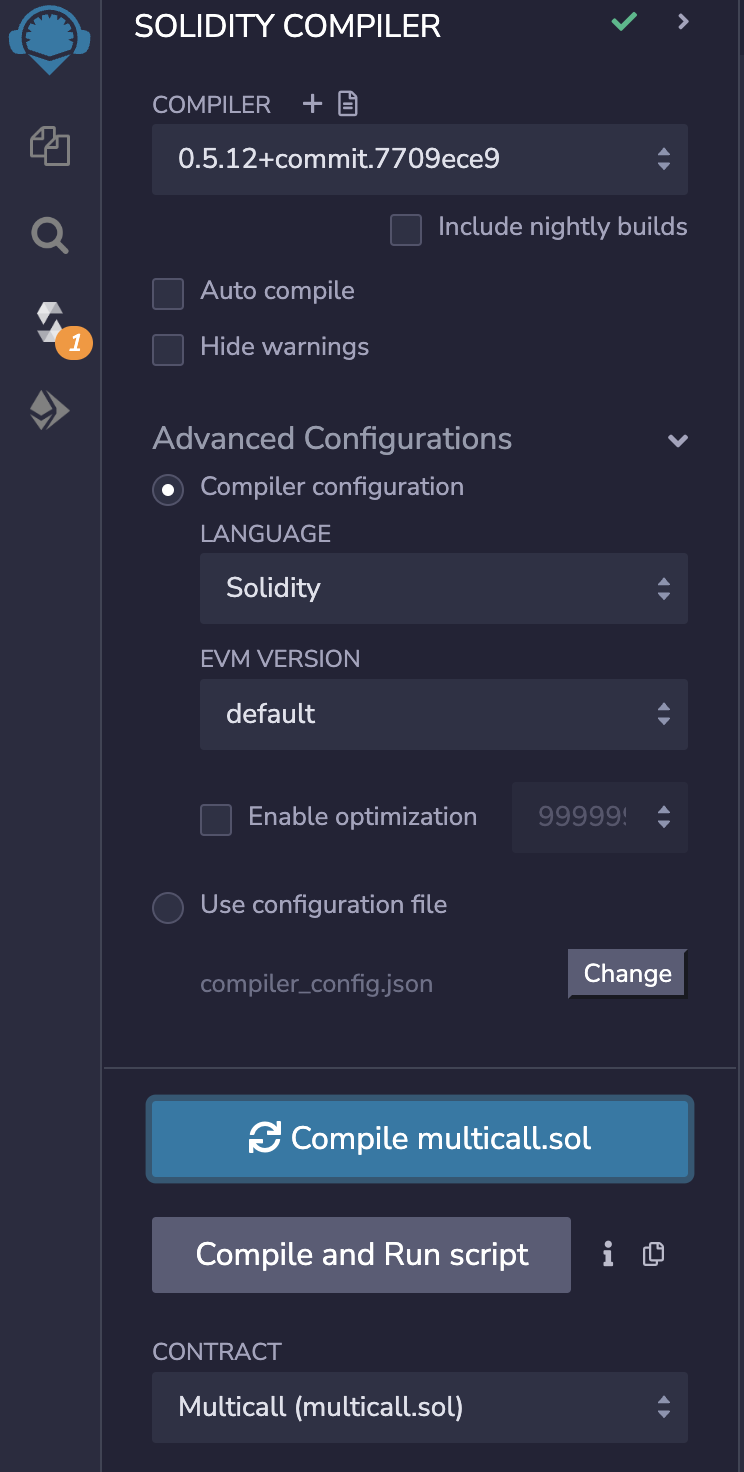 SOLIDITY COMPILER
COMPILER
0.5.12+commit.7709ece9
Include nightly builds
Auto compile
Hide warnings
1
Advanced Configurations
Compiler configuration
LANGUAGE
Solidity
EVM VERSION
default
Enable optimization
Use configuration file
compiler_config.json
Change
Compile multicall.sol
Compile and Run script
CONTRACT
Multicall (multicall.sol)